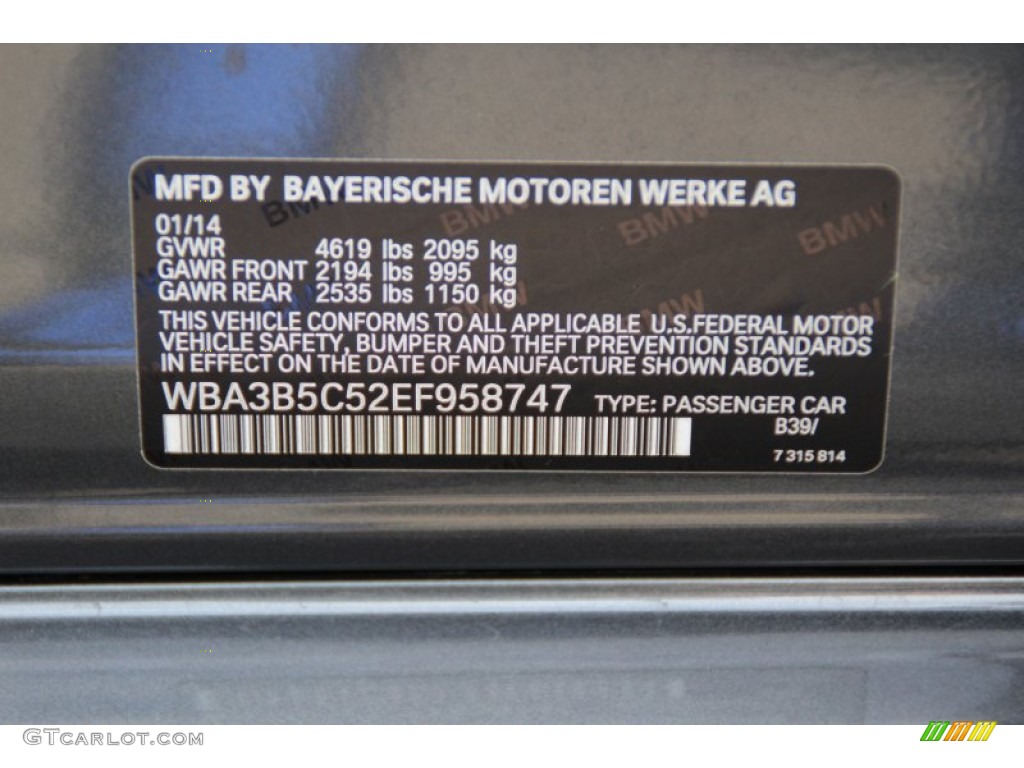 MFD BY BAYERISCHE MOTOREN WERKE AG
01/14
GVWR 4619 lbs 2095 kg
GAWR FRONT 2194 lbs 995 kg
GAWR REAR 2535 lbs 1150 kg
THIS VEHICLE CONFORMS TO ALL APPLICABLE U.S.FEDERAL MOTOR
VEHICLE SAFETY, BUMPER AND THEFT PREVENTION STANDARDS
IN EFFECT ON THE DATE OF MANUFACTURE SHOWN ABOVE.
WBA3B5C52EF958747 TYPE: PASSENGER CAR
B39/
7 315 814
GTCARLOT.COM